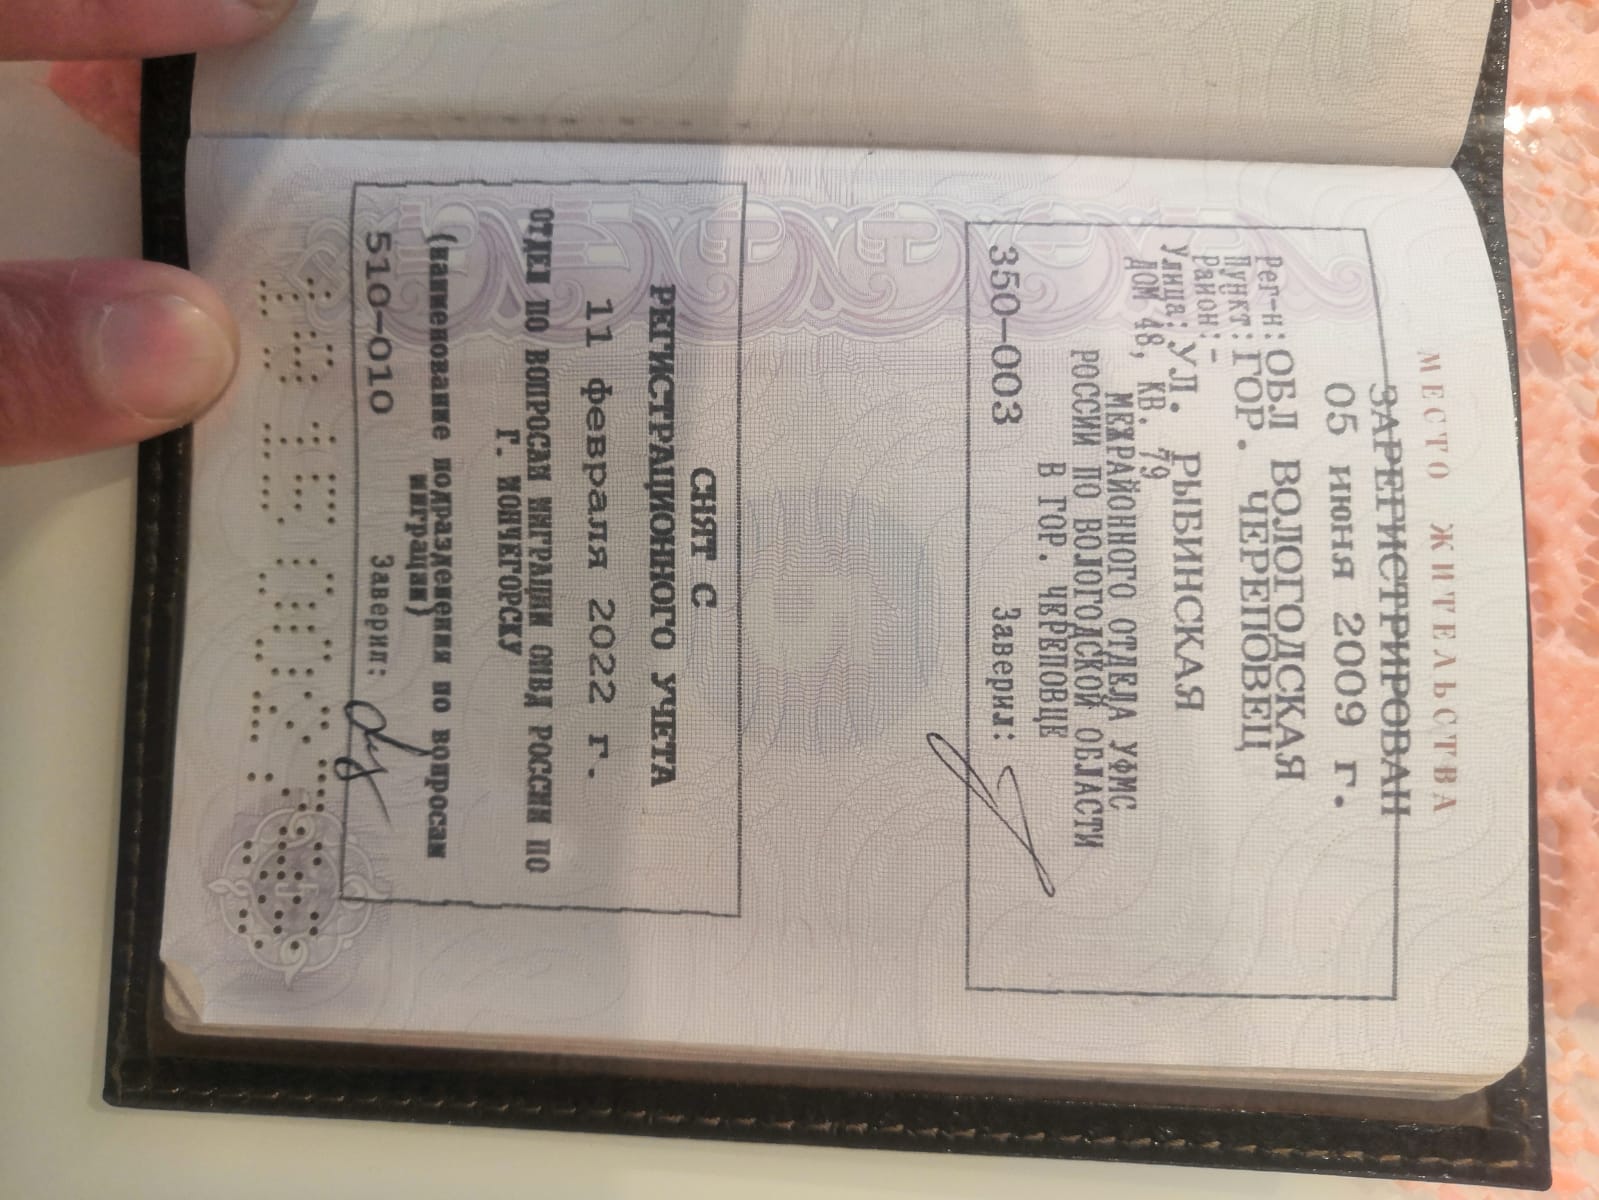 МЕСТО ЖИТЕЛЬСТВА
ЗАРЕГИСТРИРОВАН
05 июня 2009 г.
Рег-н: ОБЛ ВОЛОГОДСКАЯ
Пункт: ГОР. ЧЕРЕПОВЕЦ
район: -
Улица: УЛ. РЫБИНСКАЯ
ДОМ 48, КВ. 79
МЕЖРАЙОННОГО ОТДЕЛА УФМС
РОССИИ ПО ВОЛОГОДСКОЙ ОБЛАСТИ
В ГОР. ЧЕРЕПОВЦЕ
350-003 Заверил:
СНЯТ С
РЕГИСТРАЦИОННОГО УЧЕТА
11 февраля 2022 г.
ОТДЕЛ ПО ВОПРОСАМ МИГРАЦИИ ОМВД РОССИИ ПО
Г. МОНЧЕГОРСКУ
(наименование подразделения по вопросам
миграции)
510-010 Заверил: